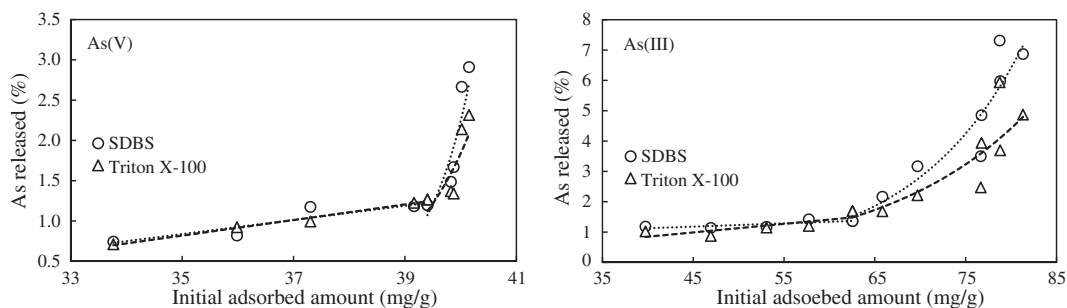 As(V)
As released (%)
3.5
3.0
2.5
2.0
1.5
1.0
0.5
SDBS
Triton X-100
33 35 37 39 41
Initial adsorbed amount (mg/g)
As(III)
As released (%)
8
7
6
5
4
3
2
1
0
SDBS
Triton X-100
35 45 55 65 75 85
Initial adsoebed amount (mg/g)